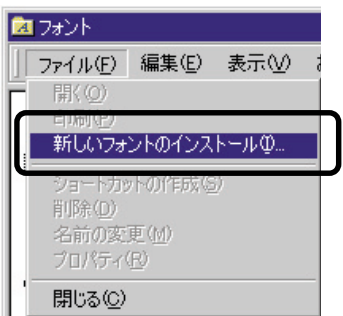 フォント
ファイル(F) 編集(E) 表示(V)
開く(O)
印刷(P)
新しいフォントのインストール(I)...
ショートカットの作成(S)
削除(D)
名前の変更(M)
プロパティ(R)
閉じる(C)